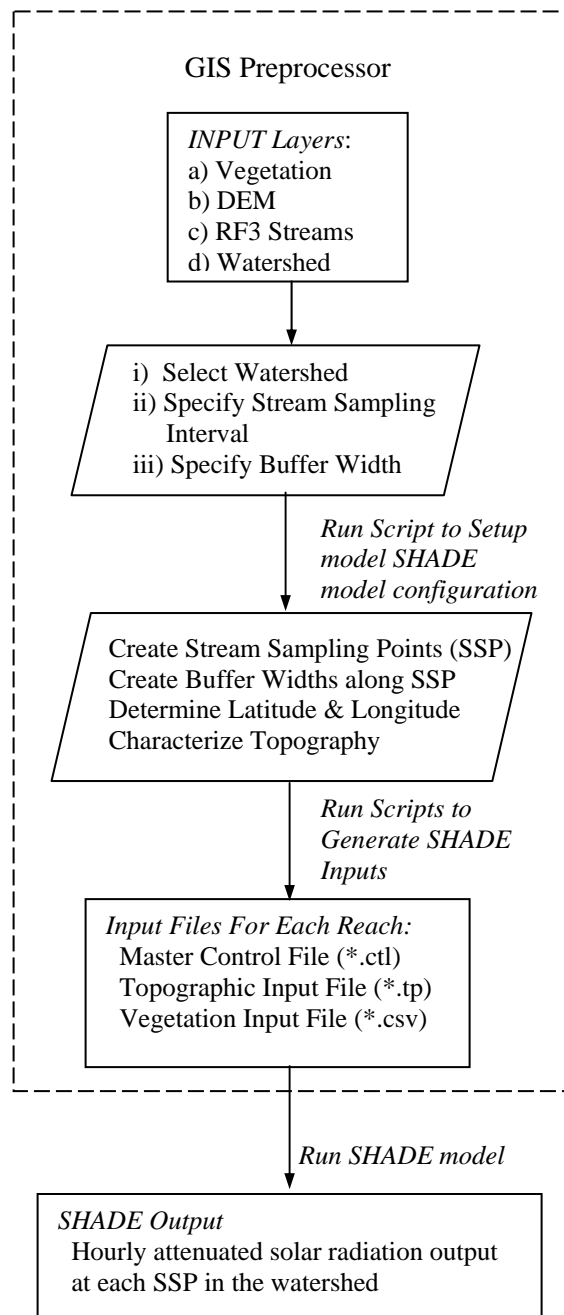 GIS Preprocessor
INPUT Layers:
a) Vegetation
b) DEM
c) RF3 Streams
d) Watershed
i) Select Watershed
ii) Specify Stream Sampling
Interval
iii) Specify Buffer Width
Run Script to Setup
model SHADE
model configuration
Create Stream Sampling Points (SSP)
Create Buffer Widths along SSP
Determine Latitude & Longitude
Characterize Topography
Run Scripts to
Generate SHADE
Inputs
Input Files For Each Reach:
Master Control File (*.ctl)
Topographic Input File (*.tp)
Vegetation Input File (*.csv)
Run SHADE model
SHADE Output
Hourly attenuated solar radiation output
at each SSP in the watershed